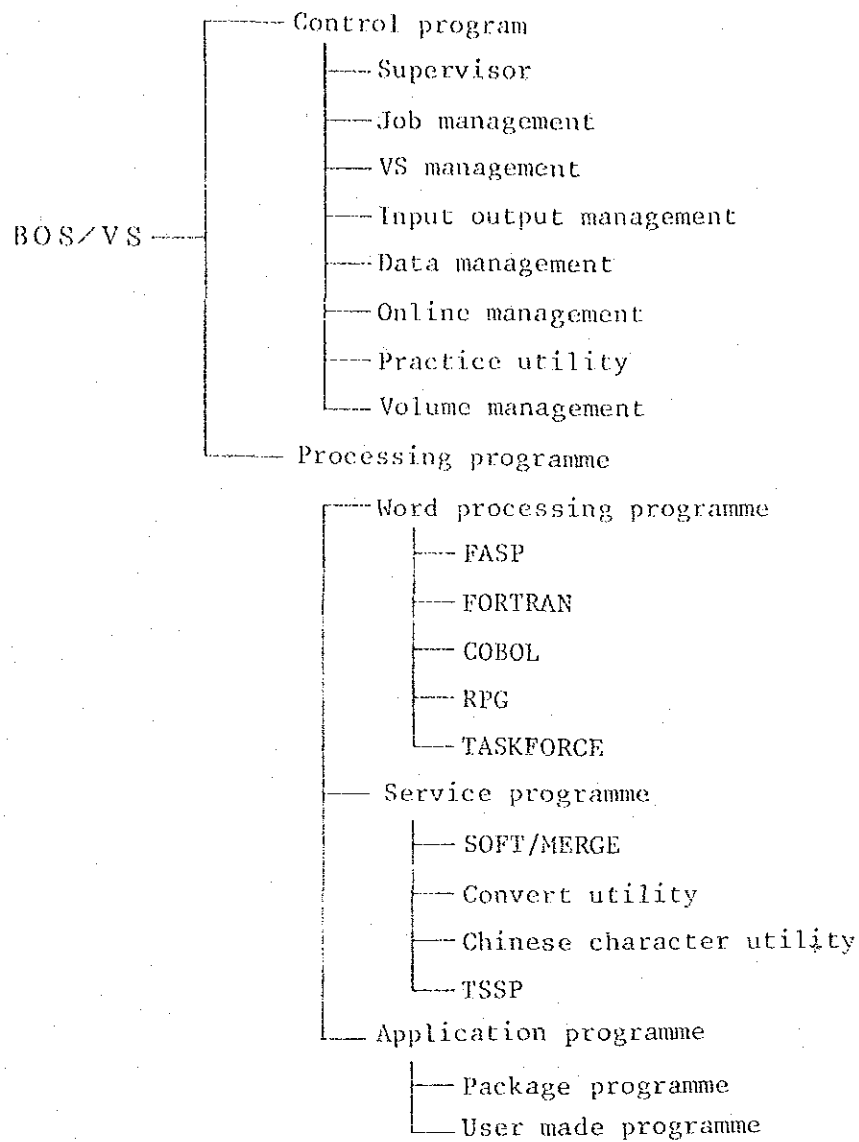 Control program
Supervisor
Job management
VS management
Input output management
BOS/VS
Data management
Online management
Practice utility
Volume management
Processing programme
Word processing programme
FASP
FORTRAN
COBOL
RPG
TASKFORCE
Service programme
SOFT/MERGE
Convert utility
Chinese character utility
TSSP
Application programme
Package programme
User made programme